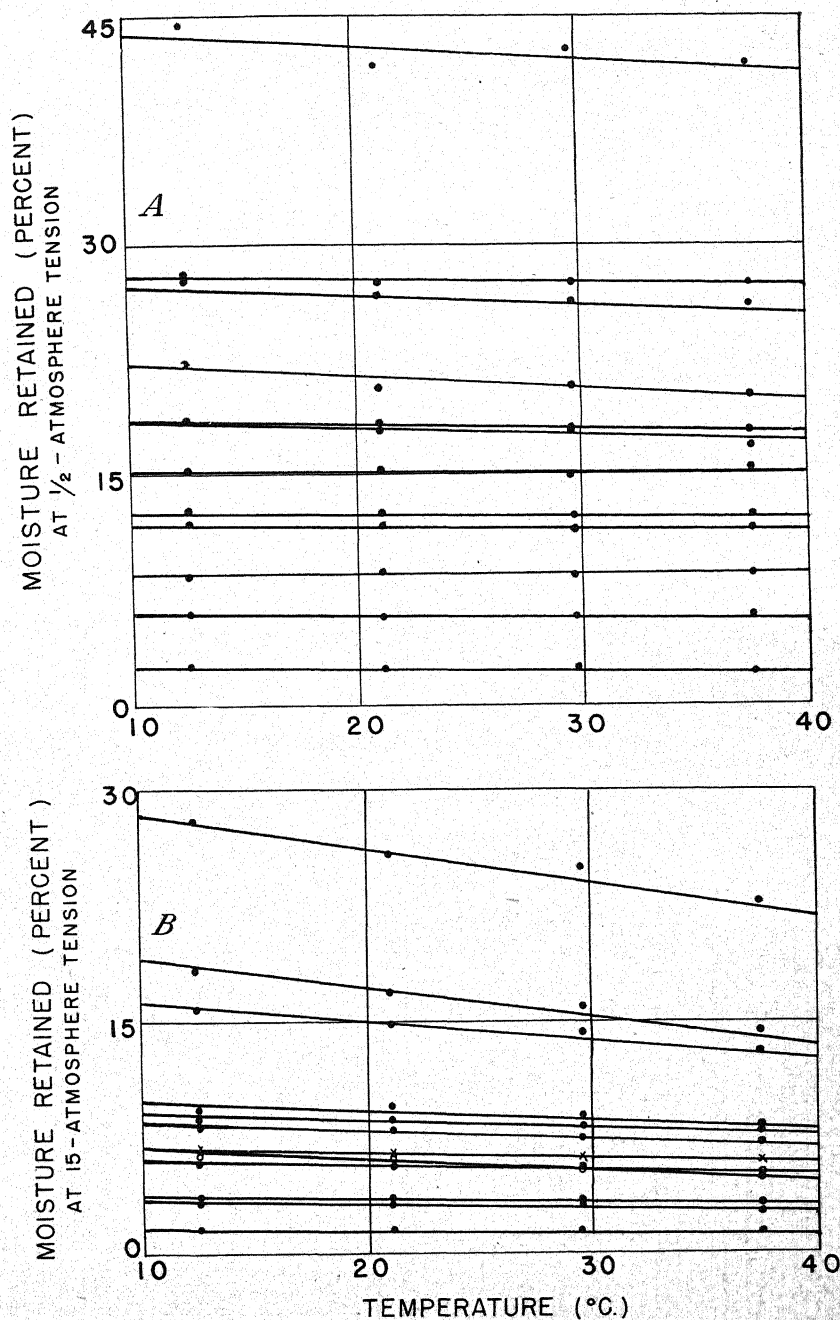 MOISTURE RETAINED (PERCENT)
AT 1/2-ATMOSPHERE TENSION
45
A
30
15
0
10 20 30 40
MOISTURE RETAINED (PERCENT)
AT 15-ATMOSPHERE TENSION
30
B
15
0
10 20 30 40
TEMPERATURE (°C.)